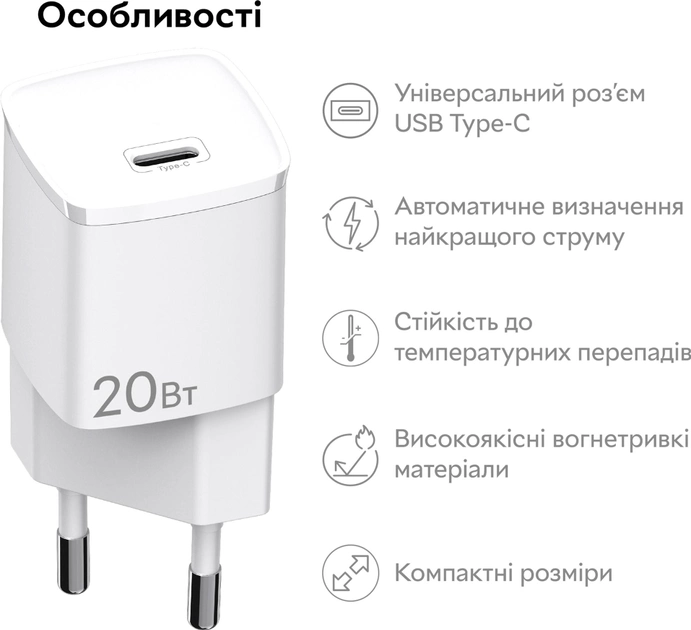 Особливості
Type-C
20Вт
Універсальний роз'єм
USB Type-C
Автоматичне визначення
найкращого струму
Стійкість до
температурних перепадів
Високоякісні вогнетривкі
матеріали
Компактні розміри